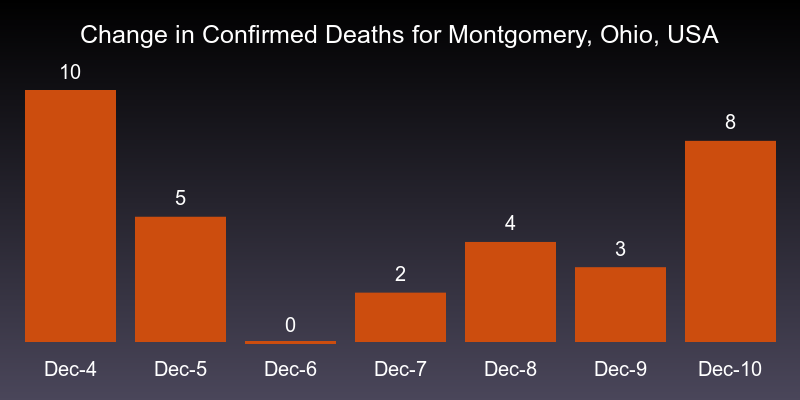 Change in Confirmed Deaths for Montgomery, Ohio, USA
10
5
0
2
4
3
8
Dec-4
Dec-5
Dec-6
Dec-7
Dec-8
Dec-9
Dec-10